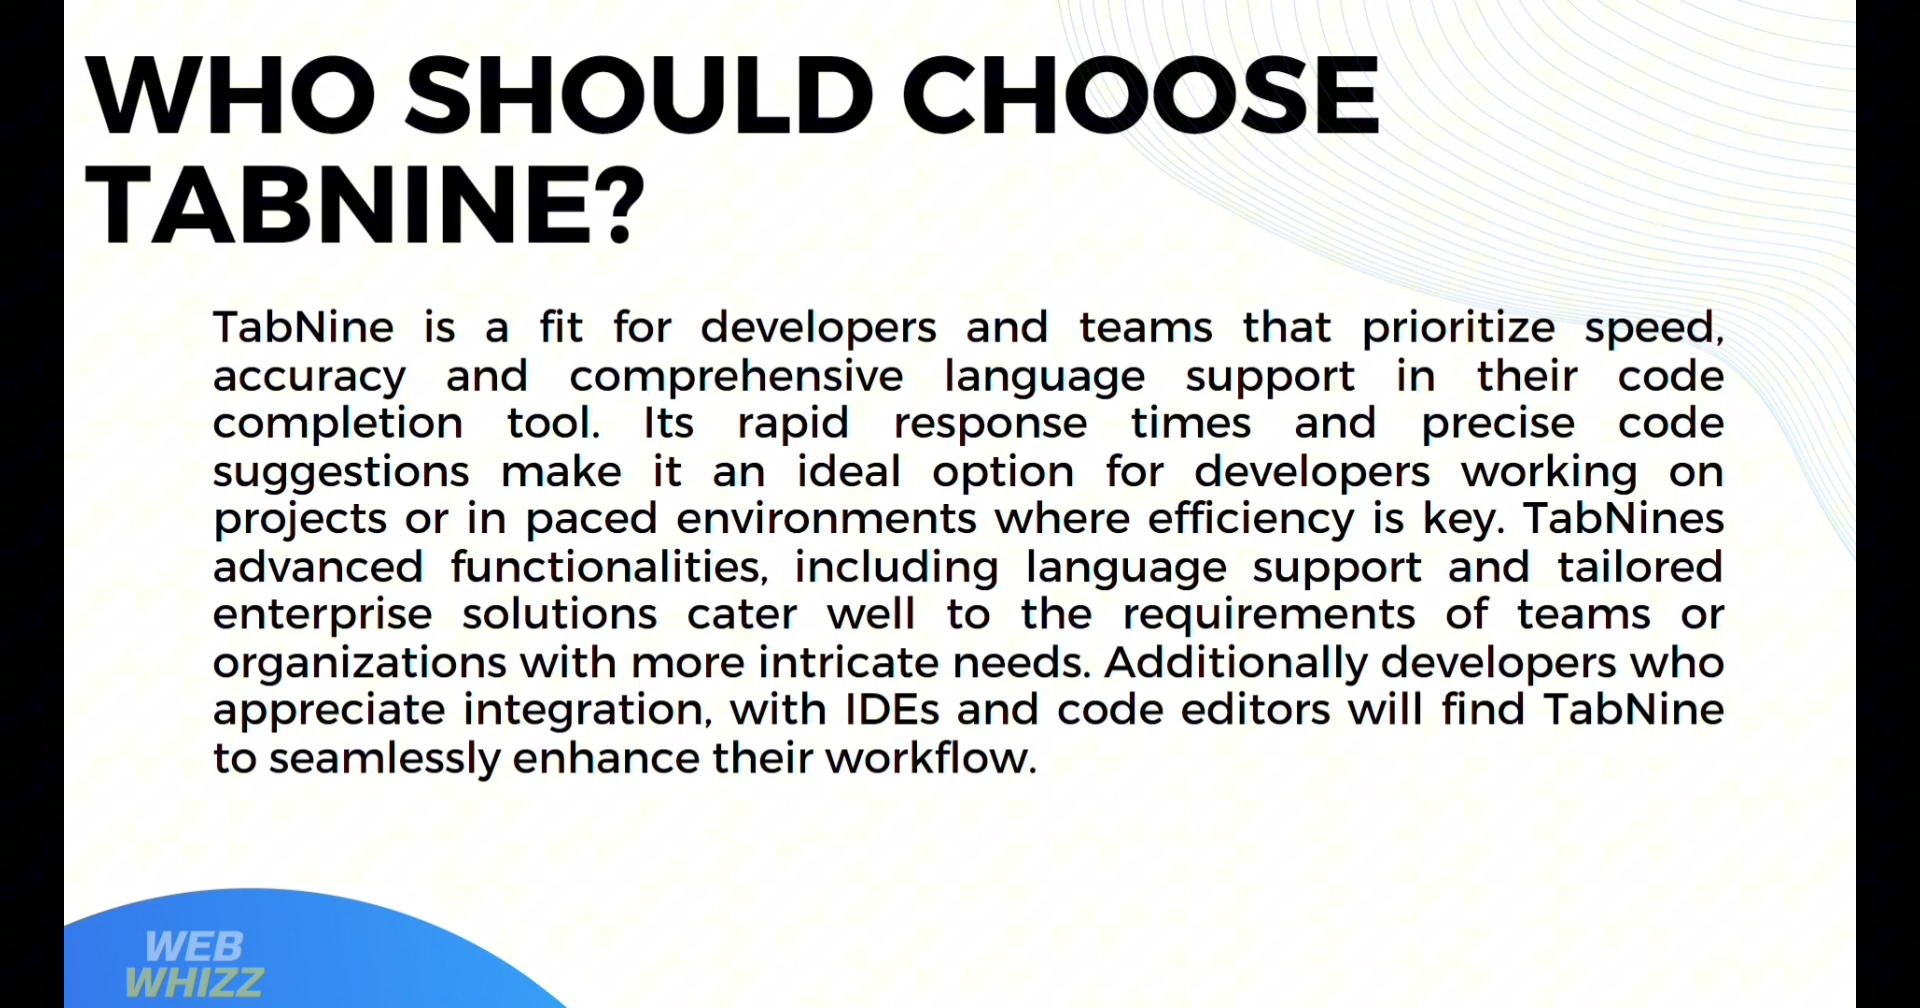 WHO SHOULD CHOOSE
TABNINE?
TabNine is a fit for developers and teams that prioritize speed,
accuracy and comprehensive language support in their code
completion tool. Its rapid response times and precise code
suggestions make it an ideal option for developers working on
projects or in paced environments where efficiency is key. TabNines
advanced functionalities, including language support and tailored
enterprise solutions cater well to the requirements of teams or
organizations with more intricate needs. Additionally developers who
appreciate integration, with IDEs and code editors will find TabNine
to seamlessly enhance their workflow.
WEB
WHIZZ